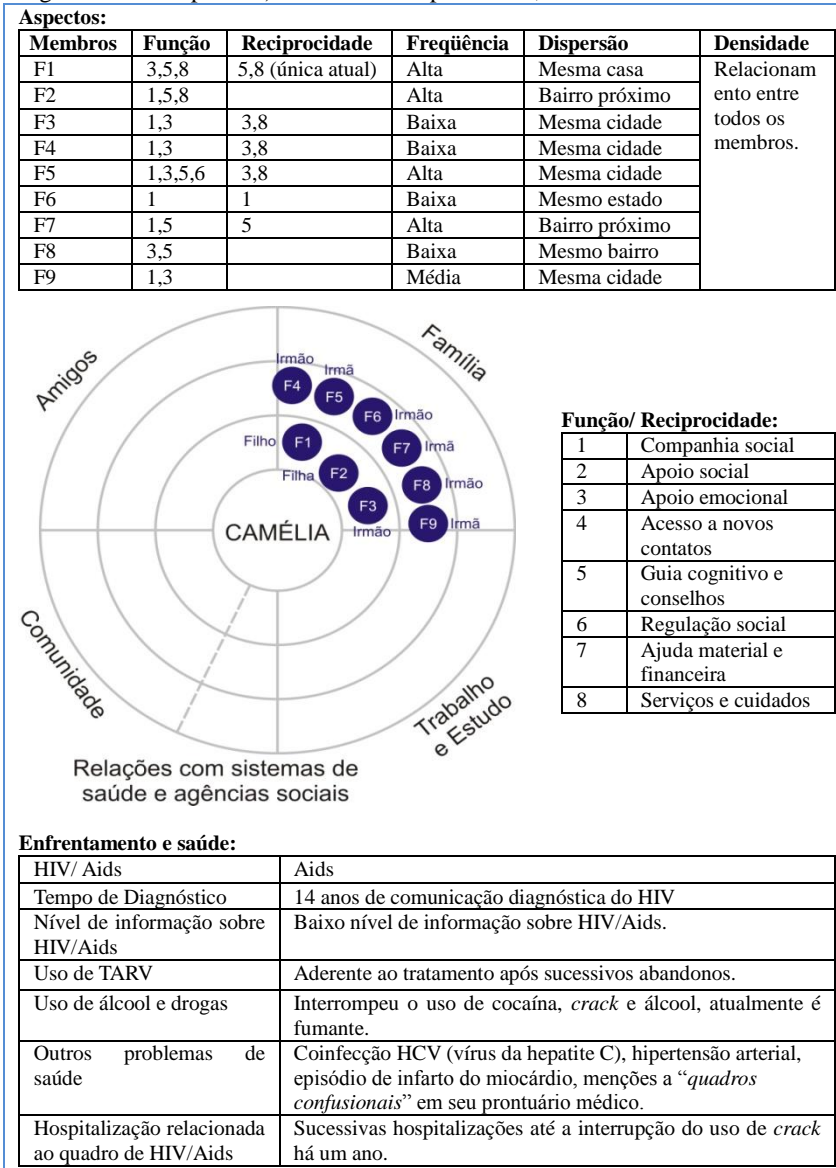 Aspectos:
Membros Função Reciprocidade Freqüência Dispersão Densidade
F1 3,5,8 5,8 (única atual) Alta Mesma casa Relacionam
F2 1,5,8 Alta Bairro próximo ento entre
F3 1,3 3,8 Baixa Mesma cidade todos os
F4 1,3 3,8 Baixa Mesma cidade membros.
F5 1,3,5,6 3,8 Alta Mesma cidade
F6 1 1 Baixa Mesmo estado
F7 1,5 5 Alta Bairro próximo
F8 3,5 Baixa Mesmo bairro
F9 1,3 Média Mesma cidade
Amigos
Família
Irmão
F4
Irmã
F5
F6 Irmão
F7 Irmã
F8 Irmão
F9 Irmã
Filho F1
Filha F2
F3
Irmão
CAMÉLIA
Comunidade
Trabalho
e Estudo
Relações com sistemas de
saúde e agências sociais
Função/ Reciprocidade:
1 Companhia social
2 Apoio social
3 Apoio emocional
4 Acesso a novos
contatos
5 Guia cognitivo e
conselhos
6 Regulação social
7 Ajuda material e
financeira
8 Serviços e cuidados
Enfrentamento e saúde:
HIV/ Aids Aids
Tempo de Diagnóstico 14 anos de comunicação diagnóstica do HIV
Nível de informação sobre Baixo nível de informação sobre HIV/Aids.
HIV/Aids
Uso de TARV Aderente ao tratamento após sucessivos abandonos.
Uso de álcool e drogas Interrompeu o uso de cocaína, crack e álcool, atualmente é
fumante.
Outros problemas de Coinfecção HCV (vírus da hepatite C), hipertensão arterial,
saúde episódio de infarto do miocárdio, menções a “quadros
confusionais” em seu prontuário médico.
Hospitalização relacionada Sucessivas hospitalizações até a interrupção do uso de crack
ao quadro de HIV/Aids há um ano.